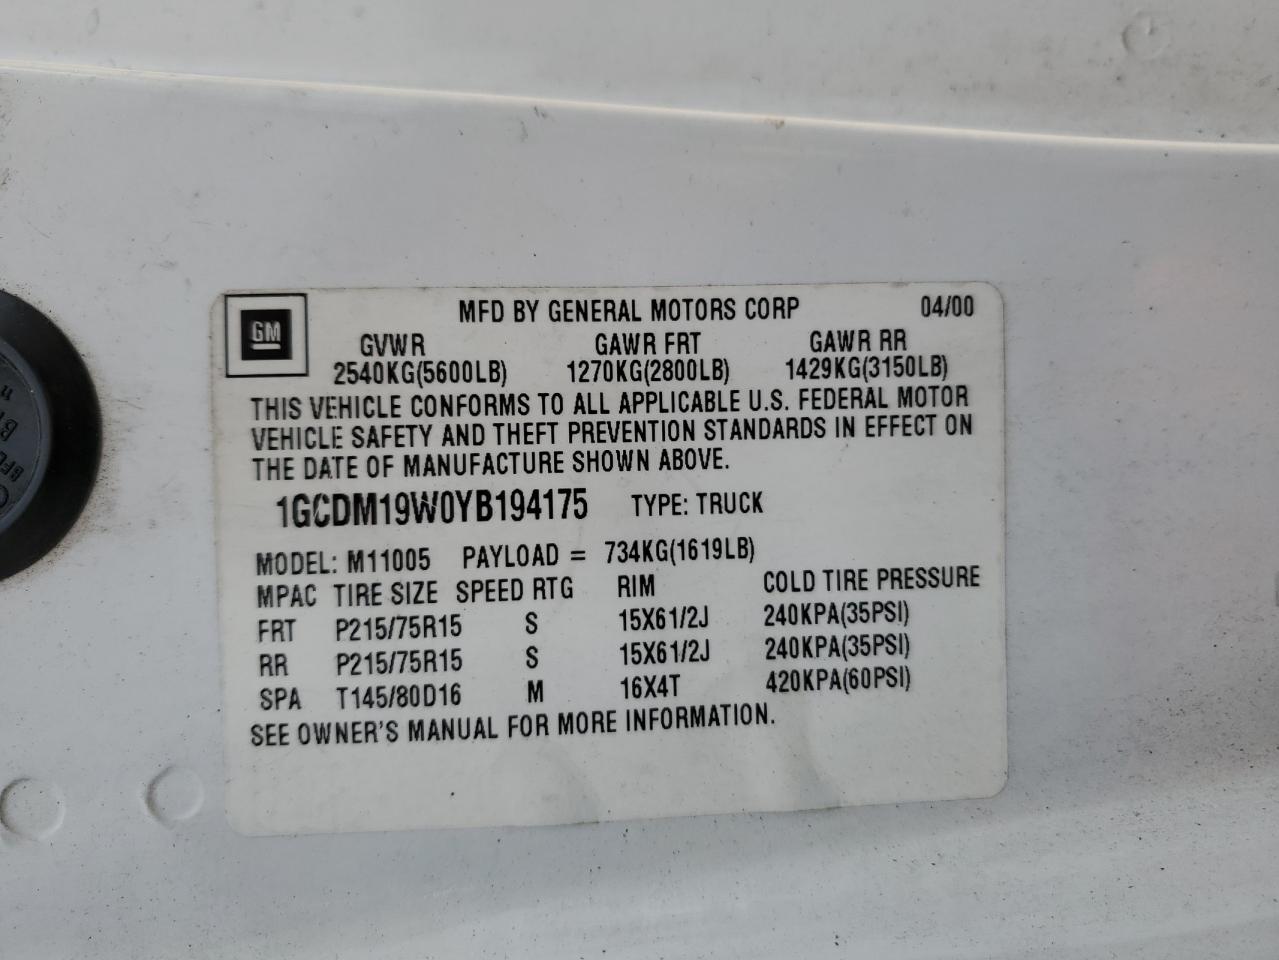 GM
MFD BY GENERAL MOTORS CORP 04/00
GVWR GAWR FRT GAWR RR
2540KG(5600LB) 1270KG(2800LB) 1429KG(3150LB)
THIS VEHICLE CONFORMS TO ALL APPLICABLE U.S. FEDERAL MOTOR
VEHICLE SAFETY AND THEFT PREVENTION STANDARDS IN EFFECT ON
THE DATE OF MANUFACTURE SHOWN ABOVE.
1GCDM19W0YB194175 TYPE: TRUCK
MODEL: M11005 PAYLOAD = 734KG(1619LB)
MPAC TIRE SIZE SPEED RTG RIM COLD TIRE PRESSURE
FRT P215/75R15 S 15X61/2J 240KPA(35PSI)
RR P215/75R15 S 15X61/2J 240KPA(35PSI)
SPA T145/80D16 M 16X4T 420KPA(60PSI)
SEE OWNER'S MANUAL FOR MORE INFORMATION.